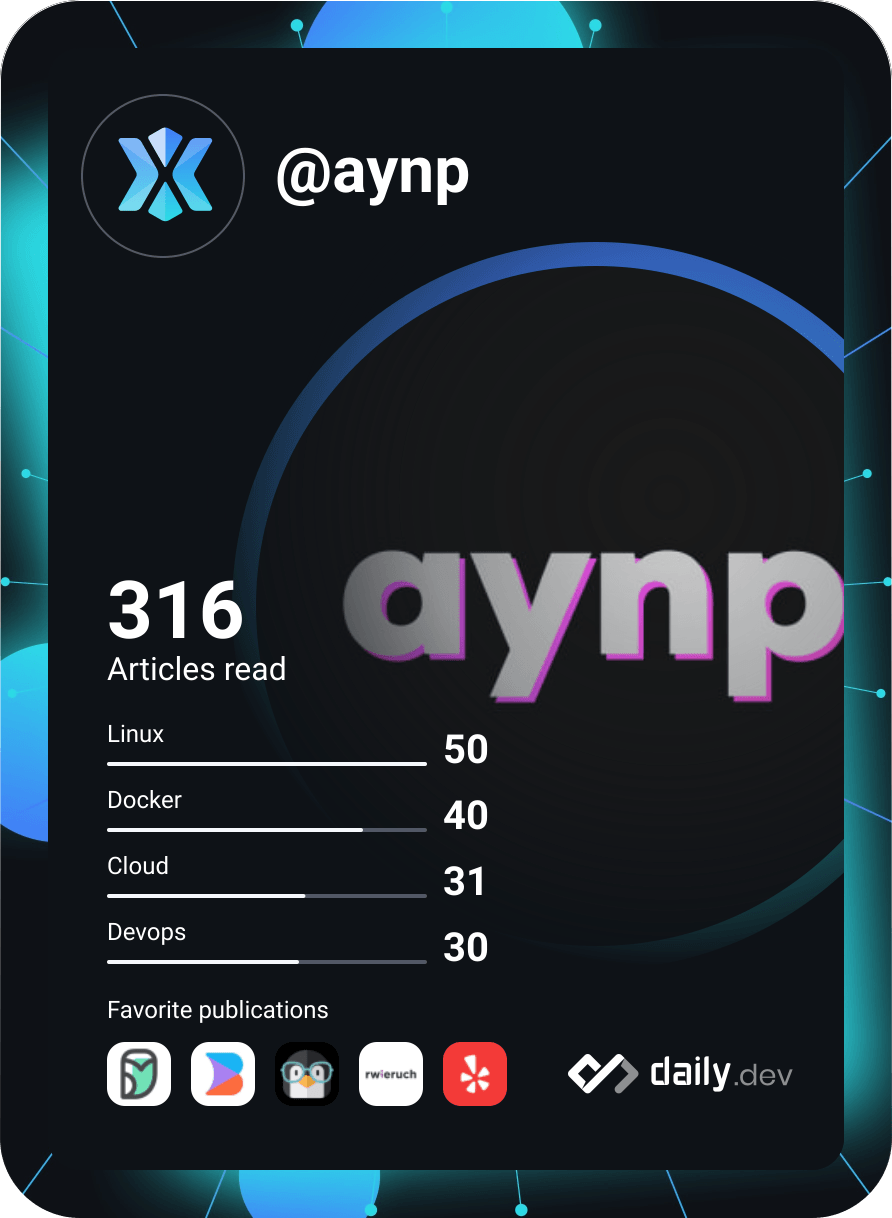 @aynp
aynp
316
Articles read
Linux
50
Docker
40
Cloud
31
Devops
30
Favorite publications
rwieruch
daily.dev